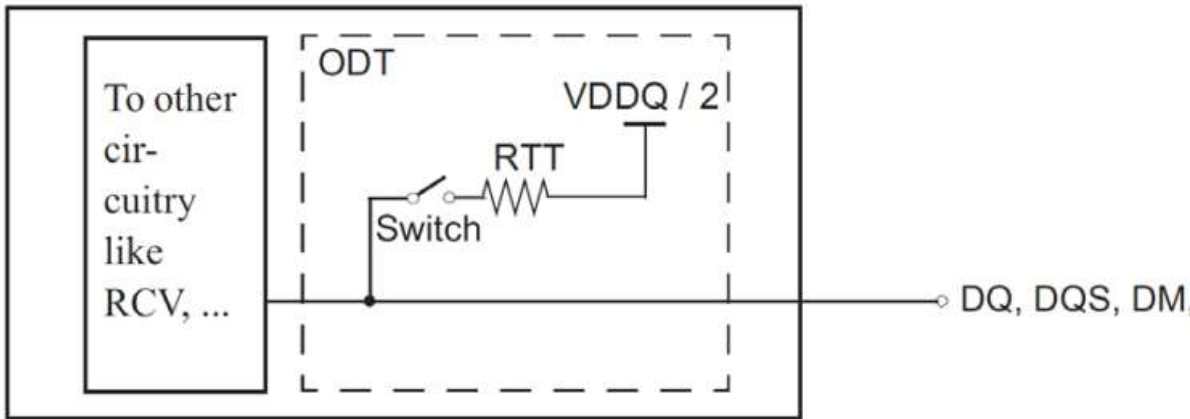 ODT
To other
cir-
cuitry
like
RCV, ...
VDDQ / 2
RTT
Switch
DQ, DQS, DM,